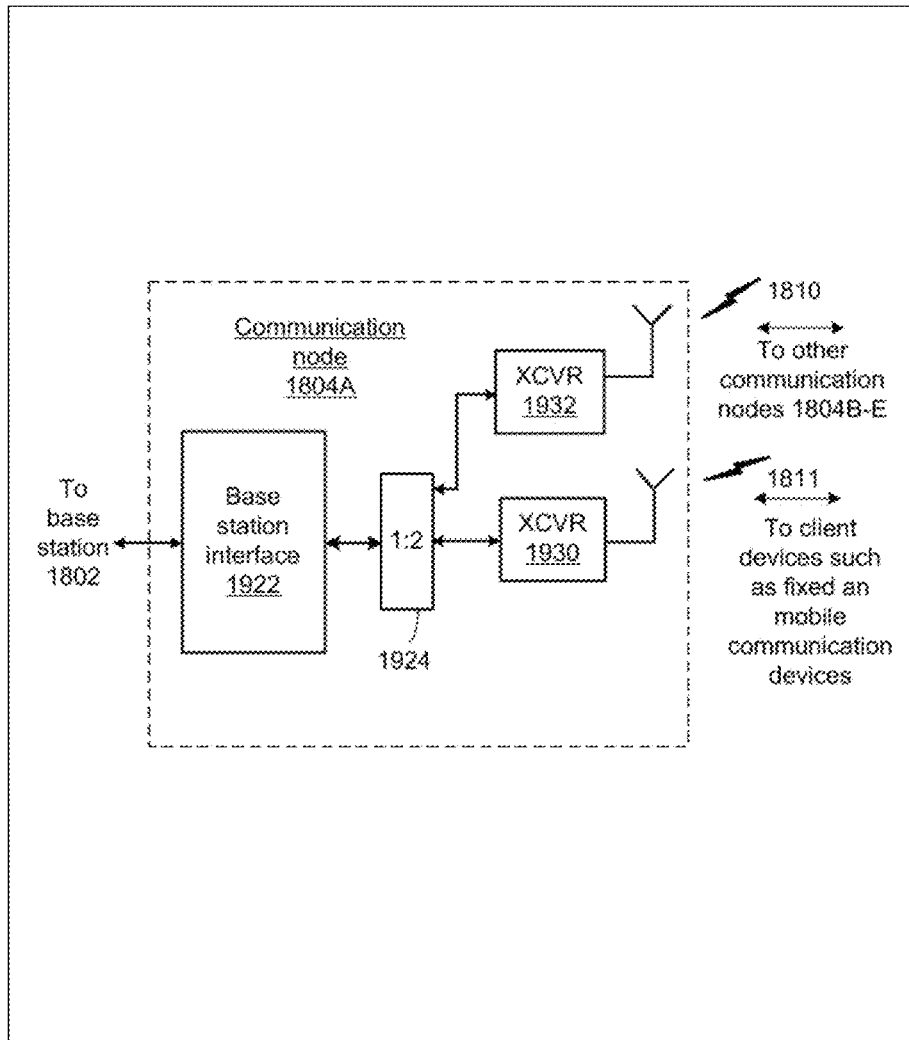 1810
To other
communication
nodes 1804B-E
Communication
node
1804A
XCVR
1932
To
base
station
1802
Base
station
interface
1922
1:2
1924
XCVR
1930
1811
To client
devices such
as fixed an
mobile
communication
devices